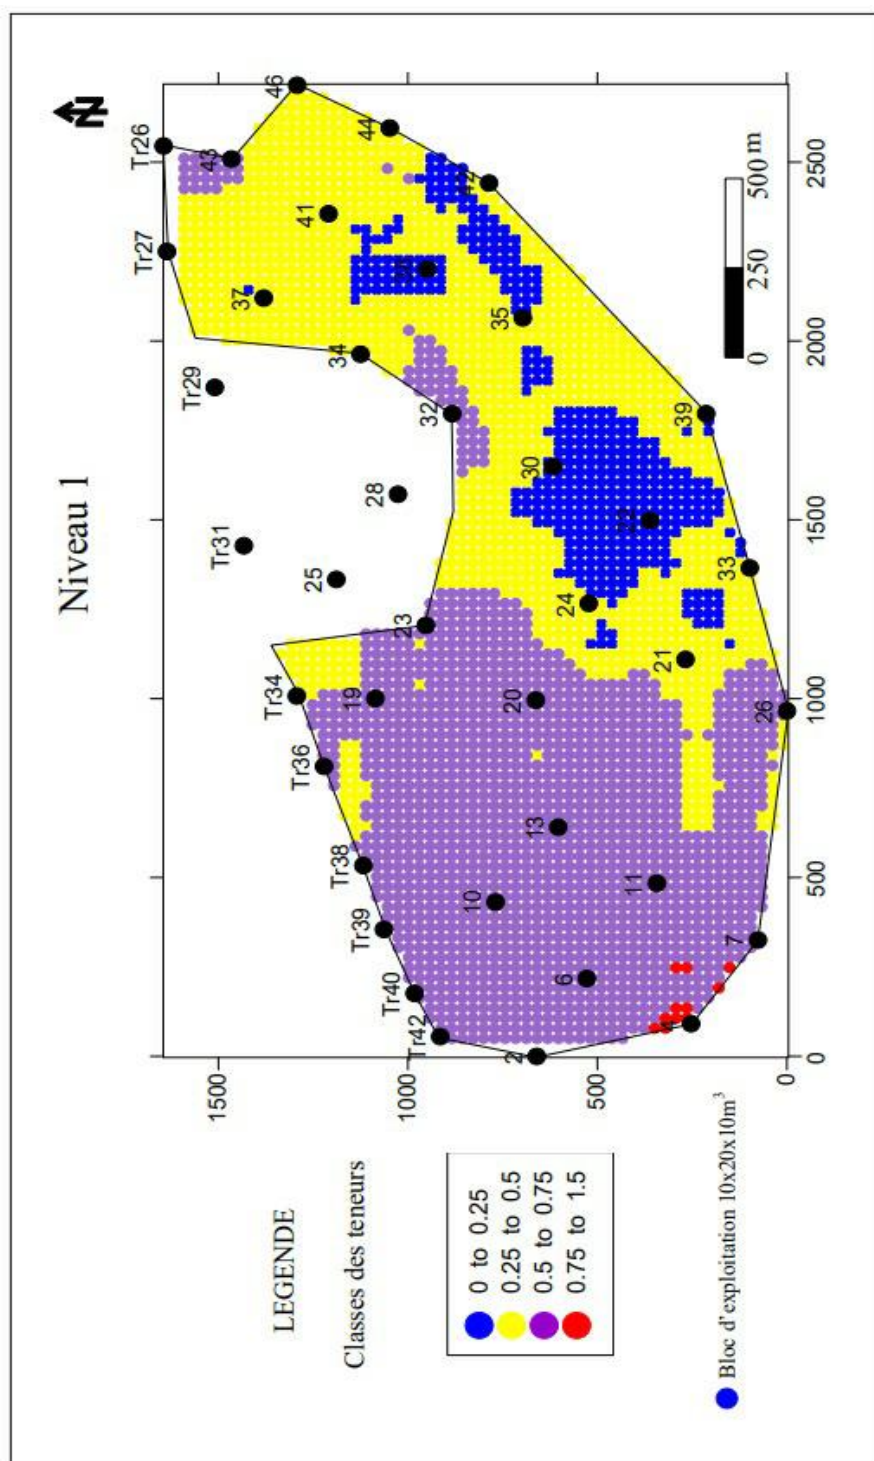 Niveau 1
N
Tr26
Tr27
43
46
44
42
41
37
Tr29
34
35
32
28
Tr31
25
30
39
24
33
23
Tr34
19
20
21
26
Tr36
13
Tr38
10
11
Tr39
6
7
Tr40
4
Tr42
2
0 250 500 m
0 500 1000 1500
0 500 1000 1500 2000 2500
LEGENDE
Classes des teneurs
0 to 0.25
0.25 to 0.5
0.5 to 0.75
0.75 to 1.5
Bloc d'exploitation 10x20x10m³